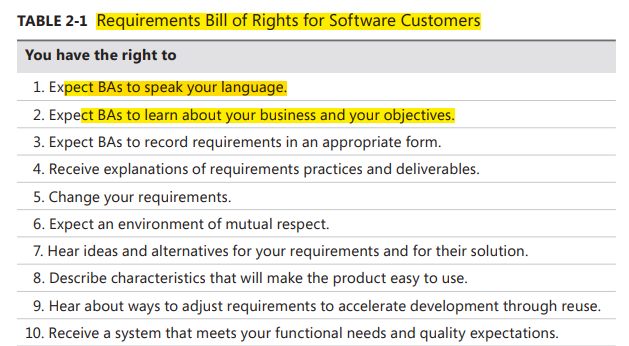 TABLE 2-1 Requirements Bill of Rights for Software Customers
You have the right to
1. Expect BAs to speak your language.
2. Expect BAs to learn about your business and your objectives.
3. Expect BAs to record requirements in an appropriate form.
4. Receive explanations of requirements practices and deliverables.
5. Change your requirements.
6. Expect an environment of mutual respect.
7. Hear ideas and alternatives for your requirements and for their solution.
8. Describe characteristics that will make the product easy to use.
9. Hear about ways to adjust requirements to accelerate development through reuse.
10. Receive a system that meets your functional needs and quality expectations.